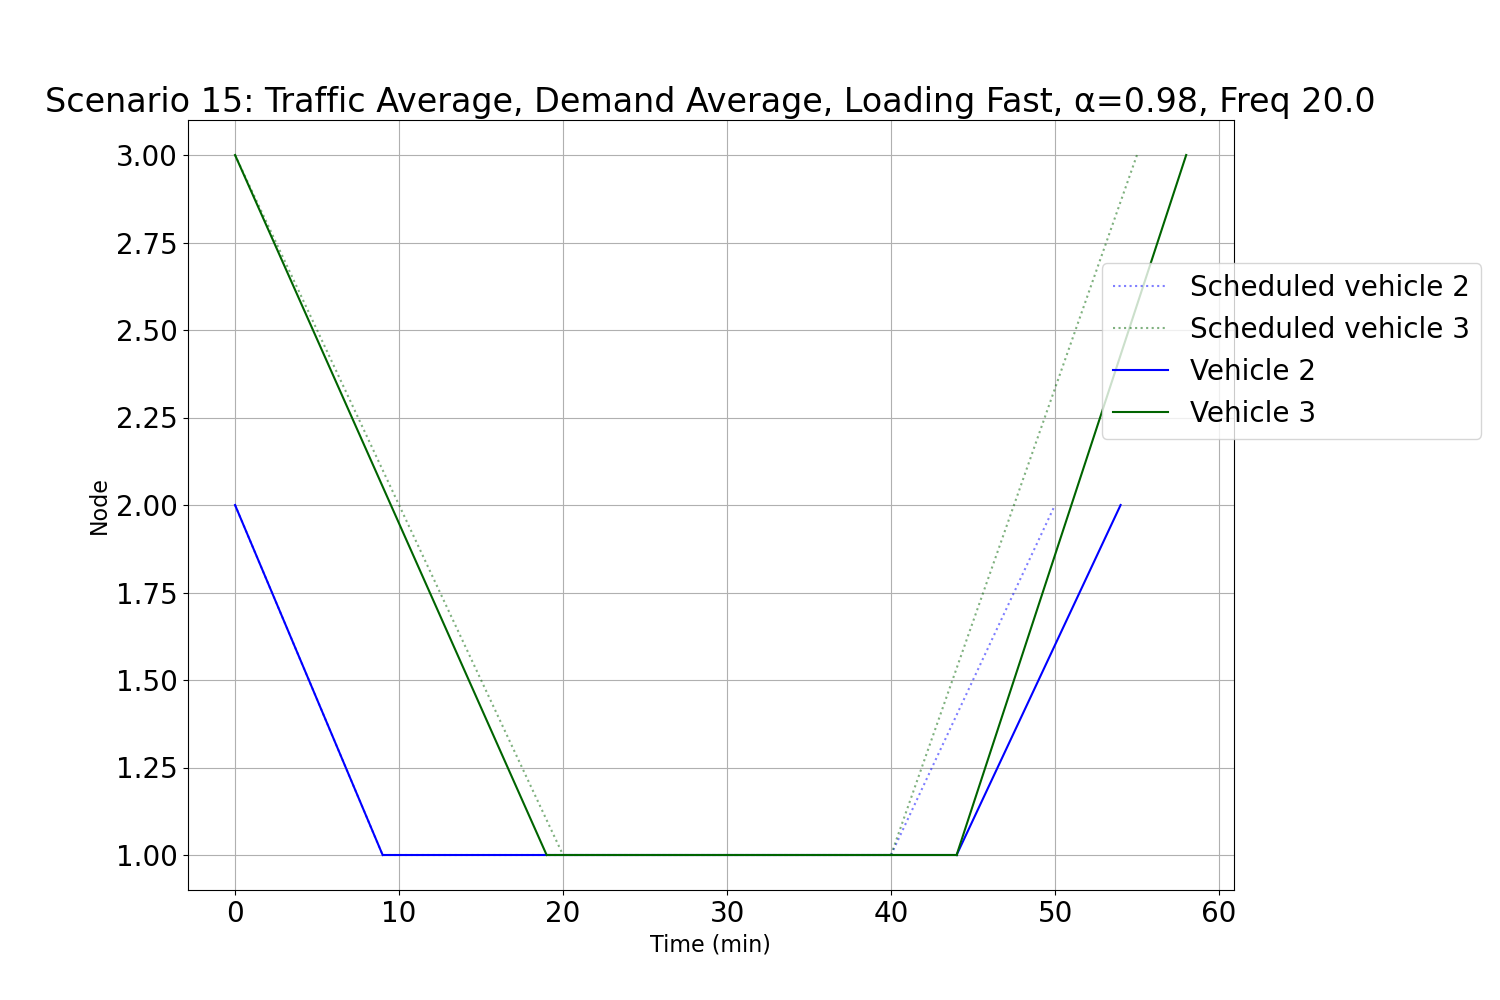 Scenario 15: Traffic Average, Demand Average, Loading Fast, α=0.98, Freq 20.0
3.00
2.75
2.50
2.25
2.00
1.75
1.50
1.25
1.00
Node
Scheduled vehicle 2
Scheduled vehicle 3
Vehicle 2
Vehicle 3
0 10 20 30 40 50 60
Time (min)